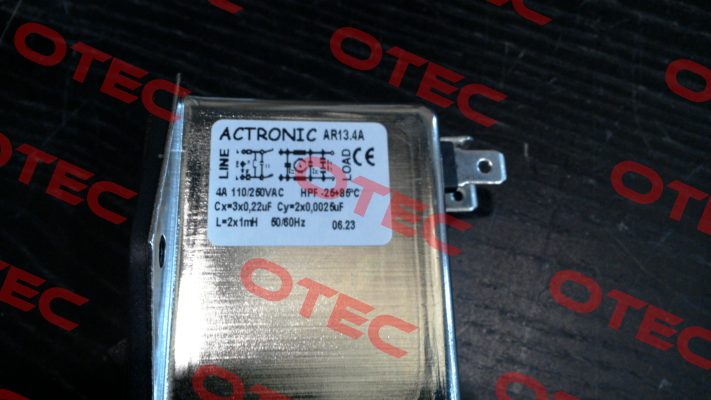 ACTRONIC AR13.4A
LINE
LOAD
CE
4A 110/250VAC HPF -25+85°C
Cx=3x0,22uF Cy=2x0,0025uF
L=2x1mH 50/60Hz 06.23
OTEC
OTEC
OTEC
OTEC
OTEC
OTEC
OTEC
OTEC
OTEC
OTEC